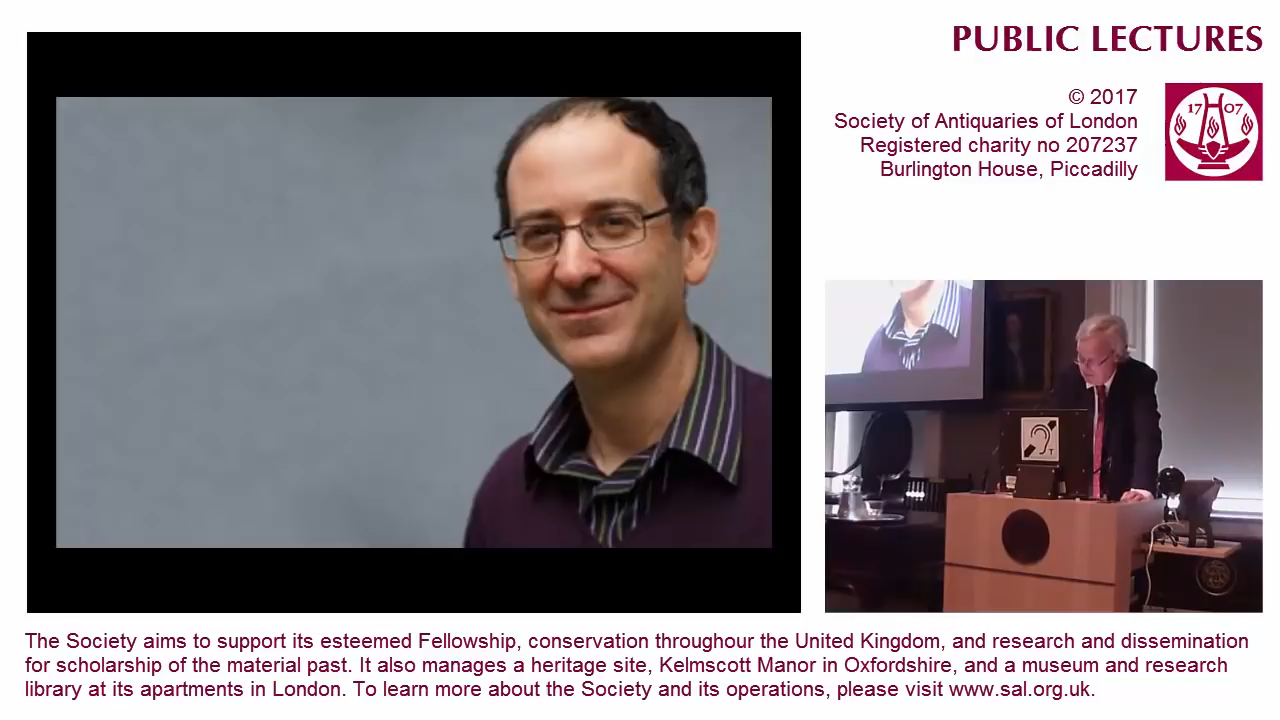 PUBLIC LECTURES
© 2017
Society of Antiquaries of London
Registered charity no 207237
Burlington House, Piccadilly
17 07
T
The Society aims to support its esteemed Fellowship, conservation throughour the United Kingdom, and research and dissemination
for scholarship of the material past. It also manages a heritage site, Kelmscott Manor in Oxfordshire, and a museum and research
library at its apartments in London. To learn more about the Society and its operations, please visit www.sal.org.uk.